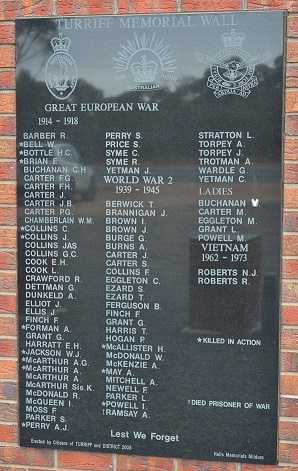 TURRIFF MEMORIAL WALL
AUSTRALIAN
GREAT EUROPEAN WAR
1914 - 1918
BARBER R.
*BELL W.
*BOTTLE H.C.
*BRIAN E.
BUCHANAN C.H
CARTER F.G.
CARTER F.H.
CARTER J.
CARTER J.B
CARTER P.G.
CHAMBERLAIN W.M.
*COLLINS C.
*COLLINS J.
COLLINS JAS
COLLINS G.C.
COOK E.H.
COOK L.
CRAWFORD R.
DETTMAN G.
DUNKELD A.
ELLIOT J.
ELLIS J.
FINCH F.
*FORMAN A.
GRANT G.
HARRATT E.H.
*JACKSON W.J.
*McARTHUR A.G.
*McARTHUR A.
McARTHUR A.
McARTHUR Sis.K.
McDONALD R.
McQUEEN I.
MOSS F.
PARKER S.
*PERRY A.J.
PERRY S.
PRICE S.
SYME C.
SYME R.
YETMAN J.
WORLD WAR 2
1939 - 1945
BERWICK T.
BRANNIGAN J.
BROWN I.
BROWN J.
BURGE G.
BURNS A.
CARTER J.
CARTER S.
COLLINS F.
EGGLETON C.
EZARD S.
EZARD T.
FERGUSON B.
FINCH F.
GRANT G.
HARRIS T.
HOGAN P.
*McALLISTER H.
McDONALD W.
McKENZIE A.
*MAY A.
MITCHELL A.
NEWELL F.
PARKER L.
*POWELL I.
†RAMSAY A.
STRATTON L.
TORPEY A.
TORPEY J.
TROTMAN A.
WARDLE G.
YETMAN C.
LADIES
BUCHANAN
CARTER M.
EGGLETON M.
GRANT L.
POWELL M.
VIETNAM
1962 - 1973
ROBERTS N.J.
ROBERTS R.
*KILLED IN ACTION
†DIED PRISONER OF WAR
Lest We Forget
Erected by Citizens of TURRIFF and DISTRICT 2008
Halls Memorials Mildura